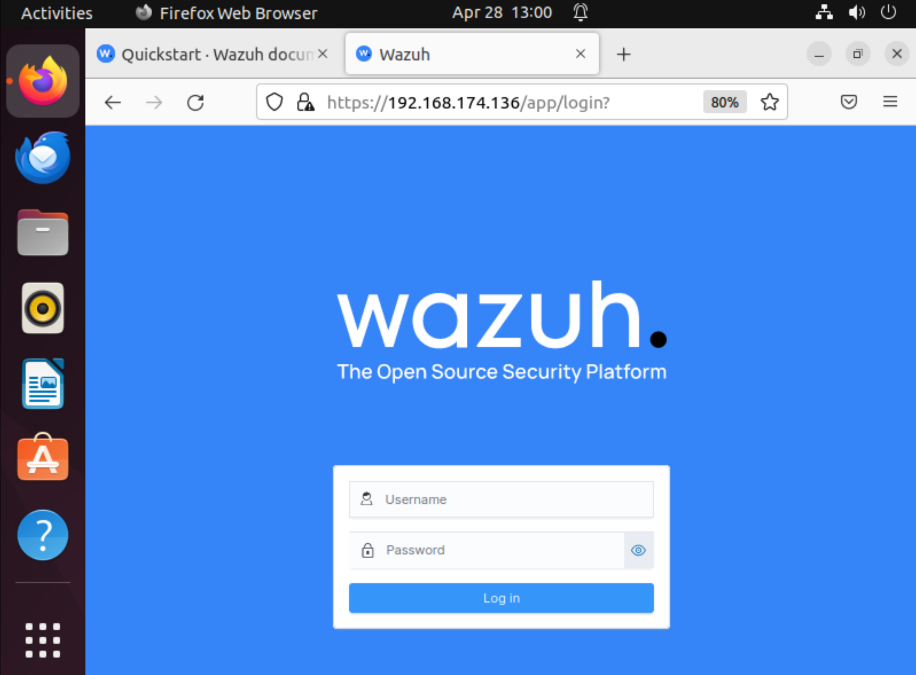 Activities Firefox Web Browser Apr 28 13:00
Quickstart · Wazuh docum
Wazuh
https://192.168.174.136/app/login? 80%
wazuh.
The Open Source Security Platform
Username
Password
Log in